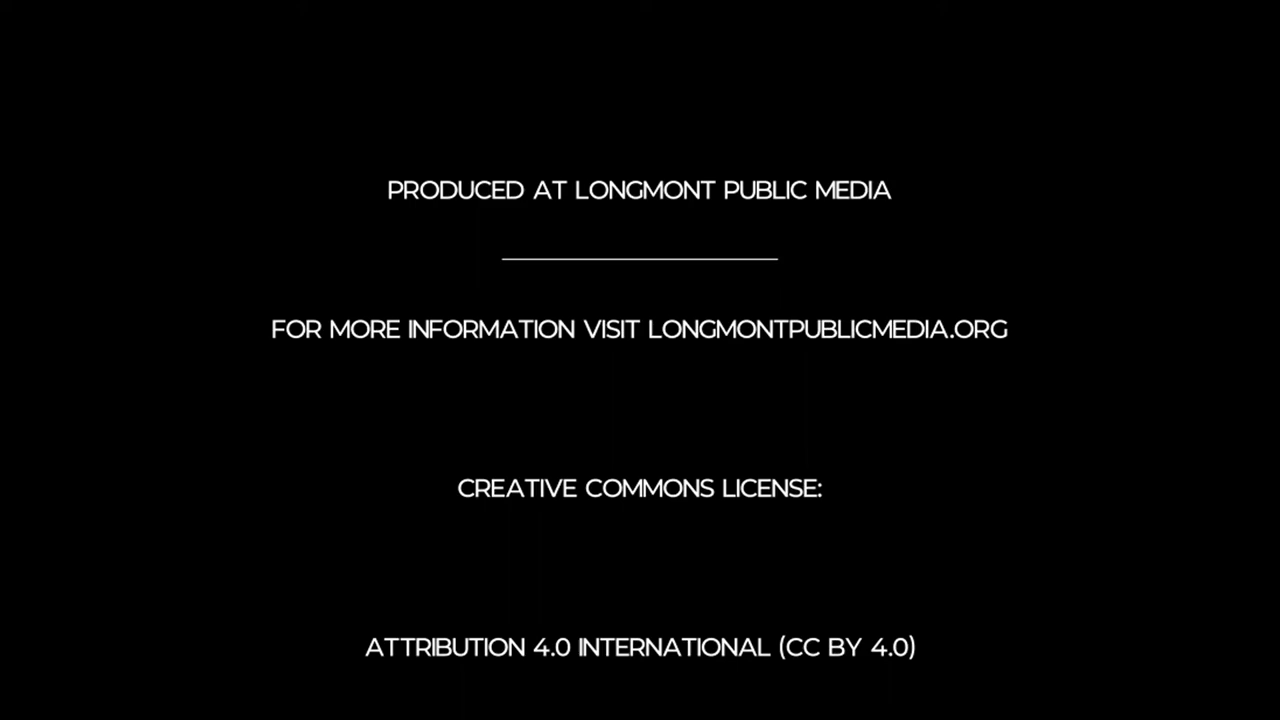 PRODUCED AT LONGMONT PUBLIC MEDIA
FOR MORE INFORMATION VISIT LONGMONTPUBLICMEDIA.ORG
CREATIVE COMMONS LICENSE:
ATTRIBUTION 4.0 INTERNATIONAL (CC BY 4.0)